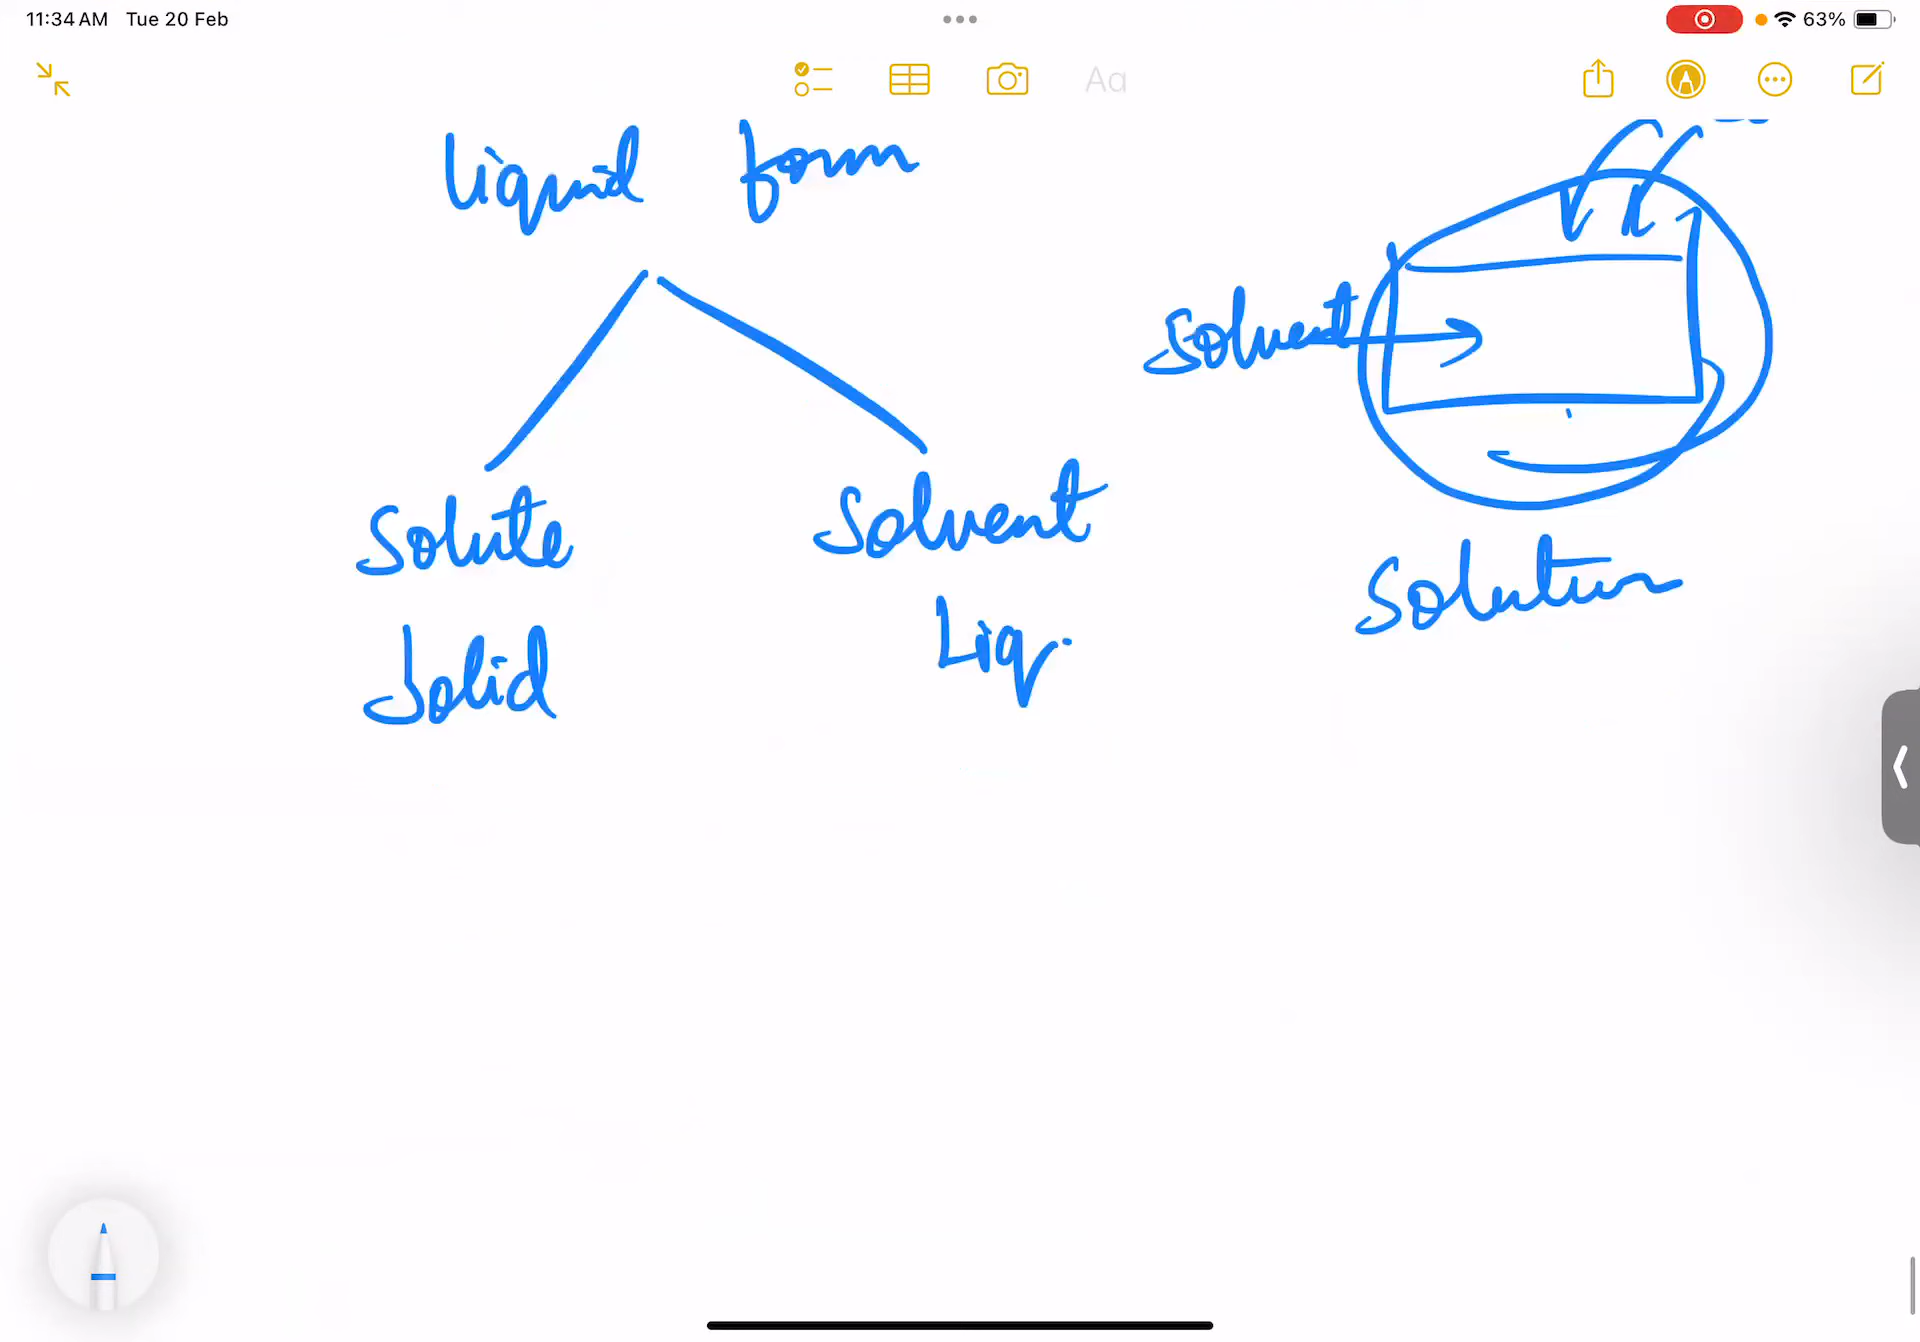 11:34 AM Tue 20 Feb
63%
Aa
Liquid form
Solvent
Solute Solvent
Solution
Solid Liq.